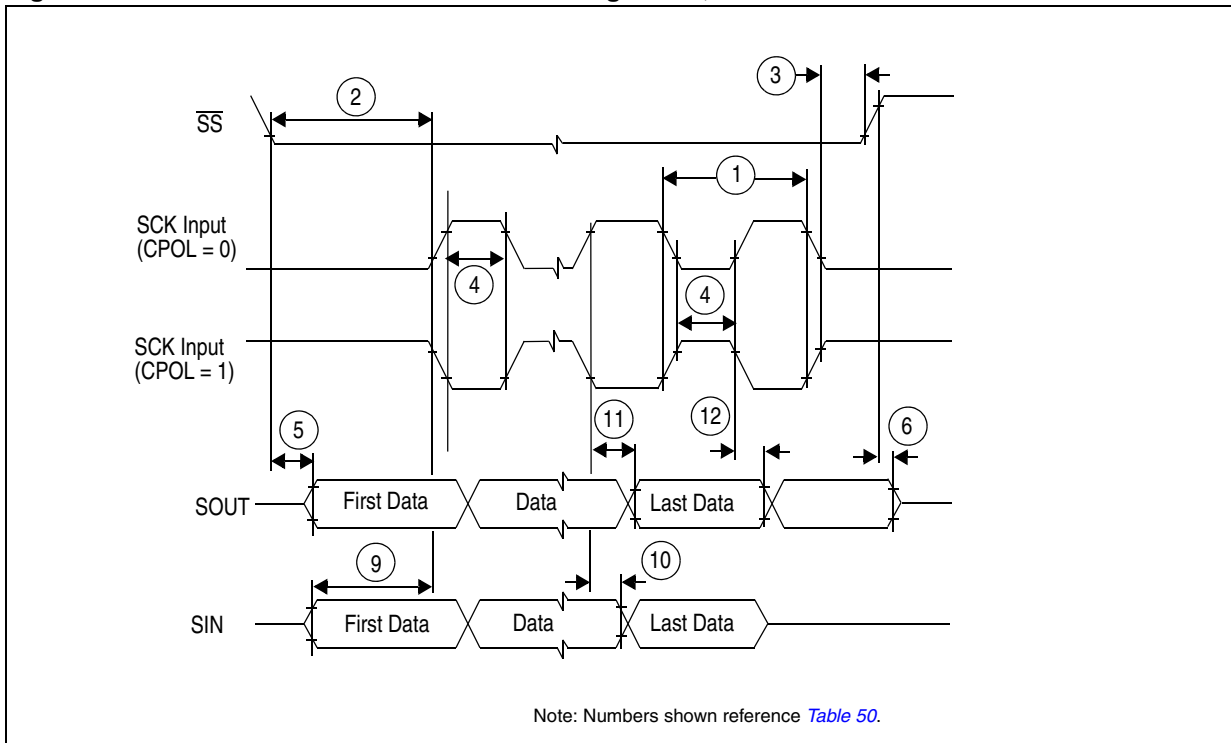 3
2
SS
1
SCK Input
(CPOL = 0)
4
4
SCK Input
(CPOL = 1)
11
12
5
6
SOUT
First Data
Data
Last Data
9
10
SIN
First Data
Data
Last Data
Note: Numbers shown reference Table 50.